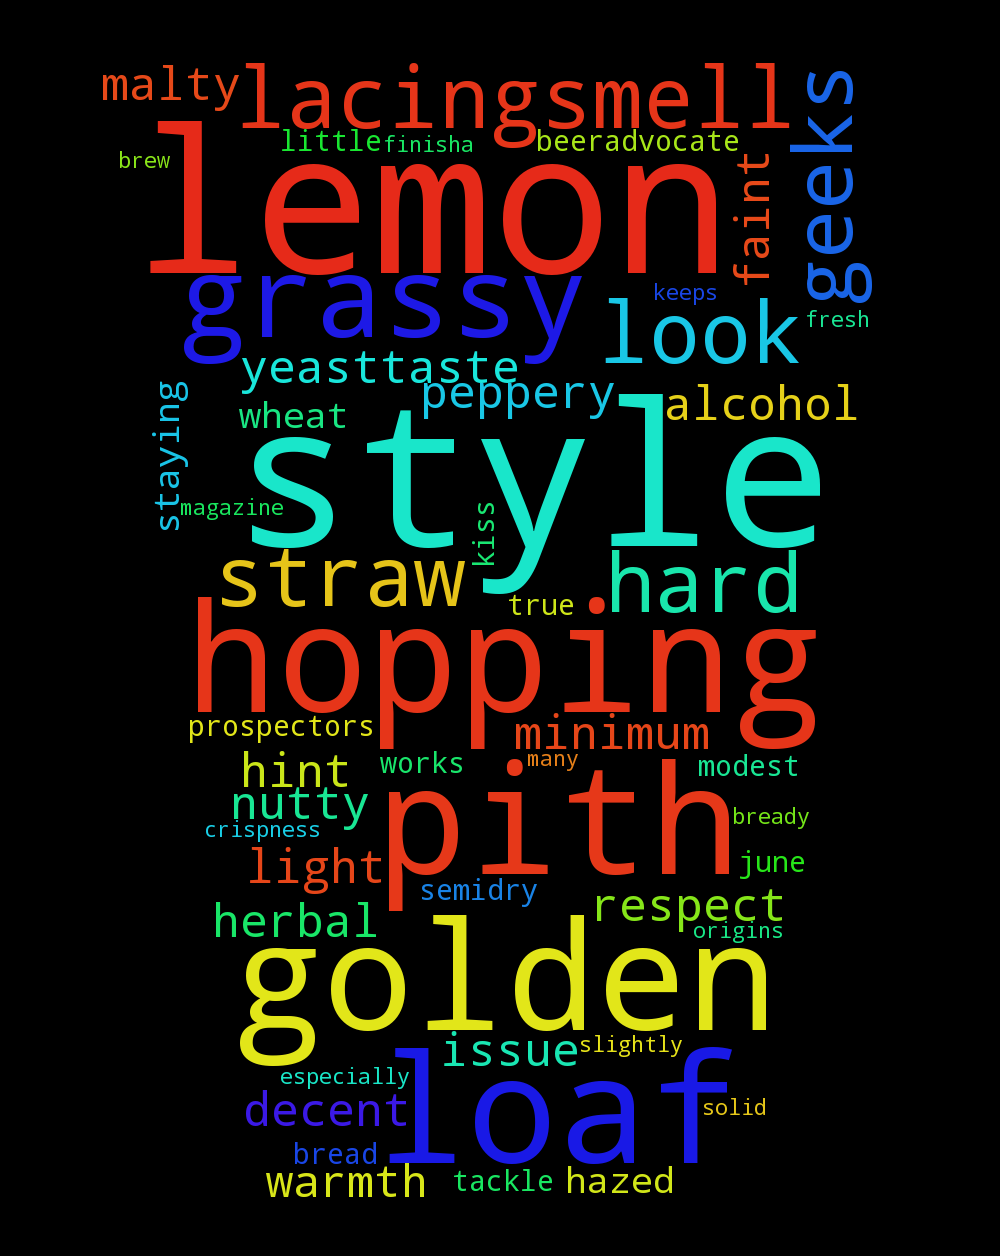 malty
lacingsmell
geeks
little
finisha
beeradvocate
brew
lemon
faint
grassy
keeps
look
fresh
yeasttaste
peppery
alcohol
wheat
staying
style
magazine
kiss
straw
hard
true
hopping
prospectors
minimum
hint
works
many
modest
nutty
pith
crispness
bready
light
june
semidry
respect
herbal
origins
golden
issue
slightly
especially
loaf
decent
solid
bread
warmth
tackle
hazed